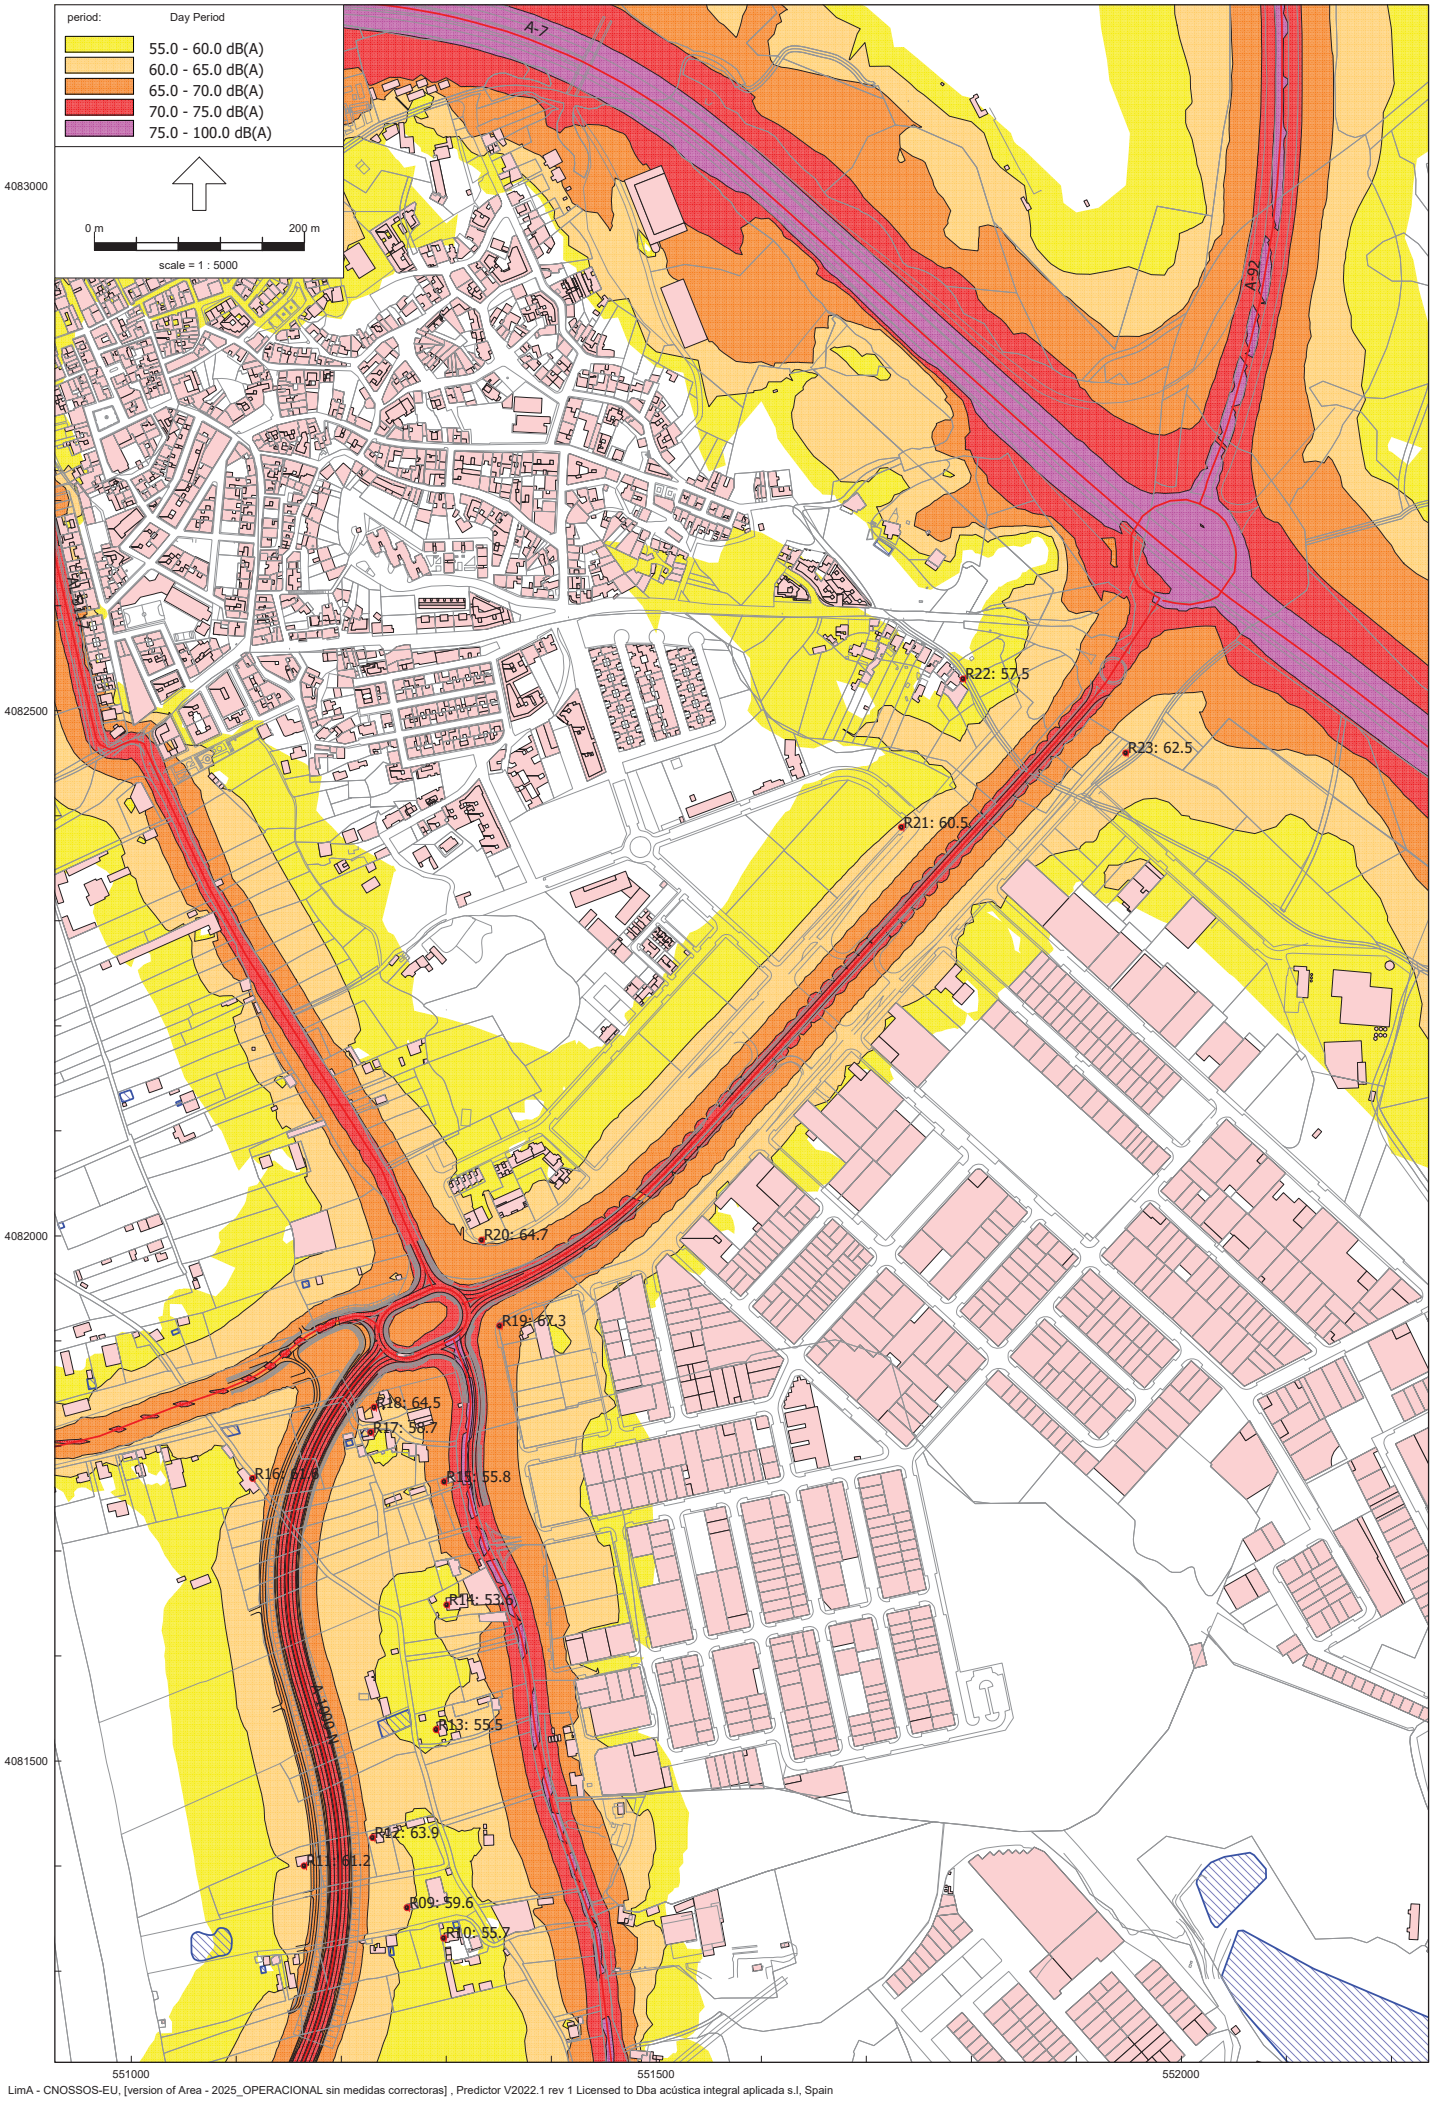 period: Day Period
55.0 - 60.0 dB(A)
60.0 - 65.0 dB(A)
65.0 - 70.0 dB(A)
70.0 - 75.0 dB(A)
75.0 - 100.0 dB(A)
0 m 200 m
scale = 1 : 5000
A-7
4083000
A-92
R22: 57.5
4082500
R23: 62.5
R21: 60.5
4082000
R20: 64.7
R19: 67.3
R18: 64.5
R17: 58.7
R16: 61.6
R15: 55.8
R14: 53.6
A-1000-N
R13: 55.5
4081500
R12: 63.9
R11: 61.2
R09: 59.6
R10: 55.7
551000 551500 552000
LimA - CNOSSOS-EU, [version of Area - 2025_OPERACIONAL sin medidas correctoras] , Predictor V2022.1 rev 1 Licensed to Dba acústica integral aplicada s.l, Spain